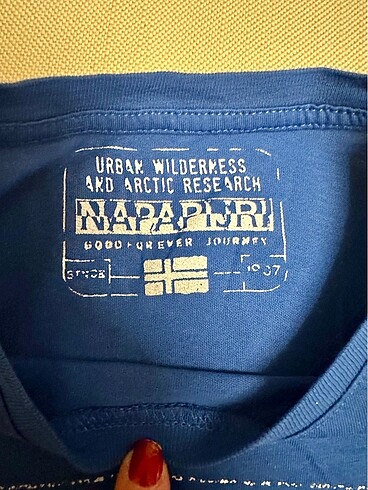 URBAN WILDERNESS
AND ARCTIC RESEARCH
NAPAPIJRI
GOOD FOREVER JOURNEY
SINCE 1987